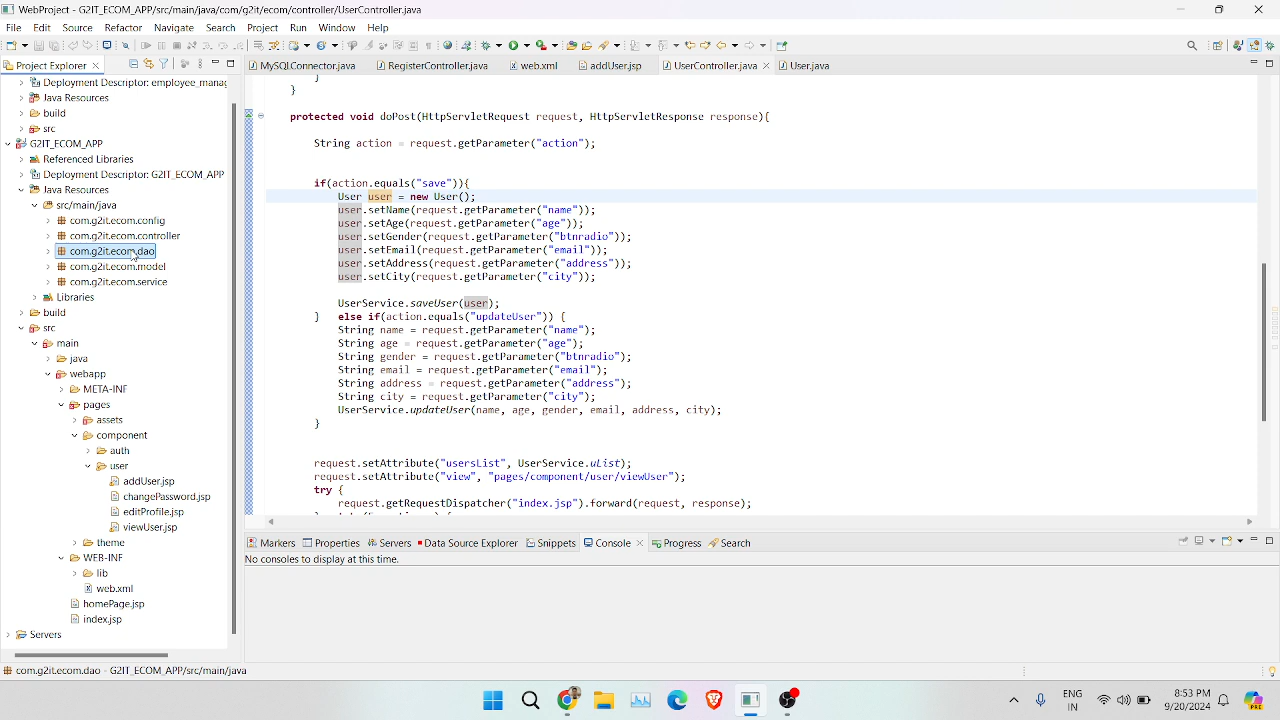 WebProject - G2IT_ECOM_APP/src/main/java/com/g2it/ecom/controller/UserController.java
File Edit Source Refactor Navigate Search Project Run Window Help
Project Explorer
MYSQLConnector.java RegisterController.java web.xml addUser.jsp UserController.java User.java
Deployment Descriptor: employee_manag
Java Resources
build
src
G2IT_ECOM_APP
Referenced Libraries
Deployment Descriptor: G2IT_ECOM_APP
Java Resources
src/main/java
com.g2it.ecom.config
com.g2it.ecom.controller
com.g2it.ecom.dao
com.g2it.ecom.model
com.g2it.ecom.service
Libraries
build
src
main
java
webapp
META-INF
pages
assets
component
auth
user
addUser.jsp
changePassword.jsp
editProfile.jsp
viewUser.jsp
theme
WEB-INF
lib
web.xml
homePage.jsp
index.jsp
Servers
}
}
protected void doPost(HttpServletRequest request, HttpServletResponse response){
String action = request.getParameter("action");
if(action.equals("save")){
User user = new User();
user.setName(request.getParameter("name"));
user.setAge(request.getParameter("age"));
user.setGender(request.getParameter("btnradio"));
user.setEmail(request.getParameter("email"));
user.setAddress(request.getParameter("address"));
user.setCity(request.getParameter("city"));
UserService.saveUser(user);
} else if(action.equals("updateUser")) {
String name = request.getParameter("name");
String age = request.getParameter("age");
String gender = request.getParameter("btnradio");
String email = request.getParameter("email");
String address = request.getParameter("address");
String city = request.getParameter("city");
UserService.updateUser(name, age, gender, email, address, city);
}
request.setAttribute("usersList", UserService.uList);
request.setAttribute("view", "pages/component/user/viewUser");
try {
request.getRequestDispatcher("index.jsp").forward(request, response);
Markers Properties Servers Data Source Explorer Snippets Console Progress Search
No consoles to display at this time.
com.g2it.ecom.dao - G2IT_ECOM_APP/src/main/java
ENG
IN
8:53 PM
9/20/2024